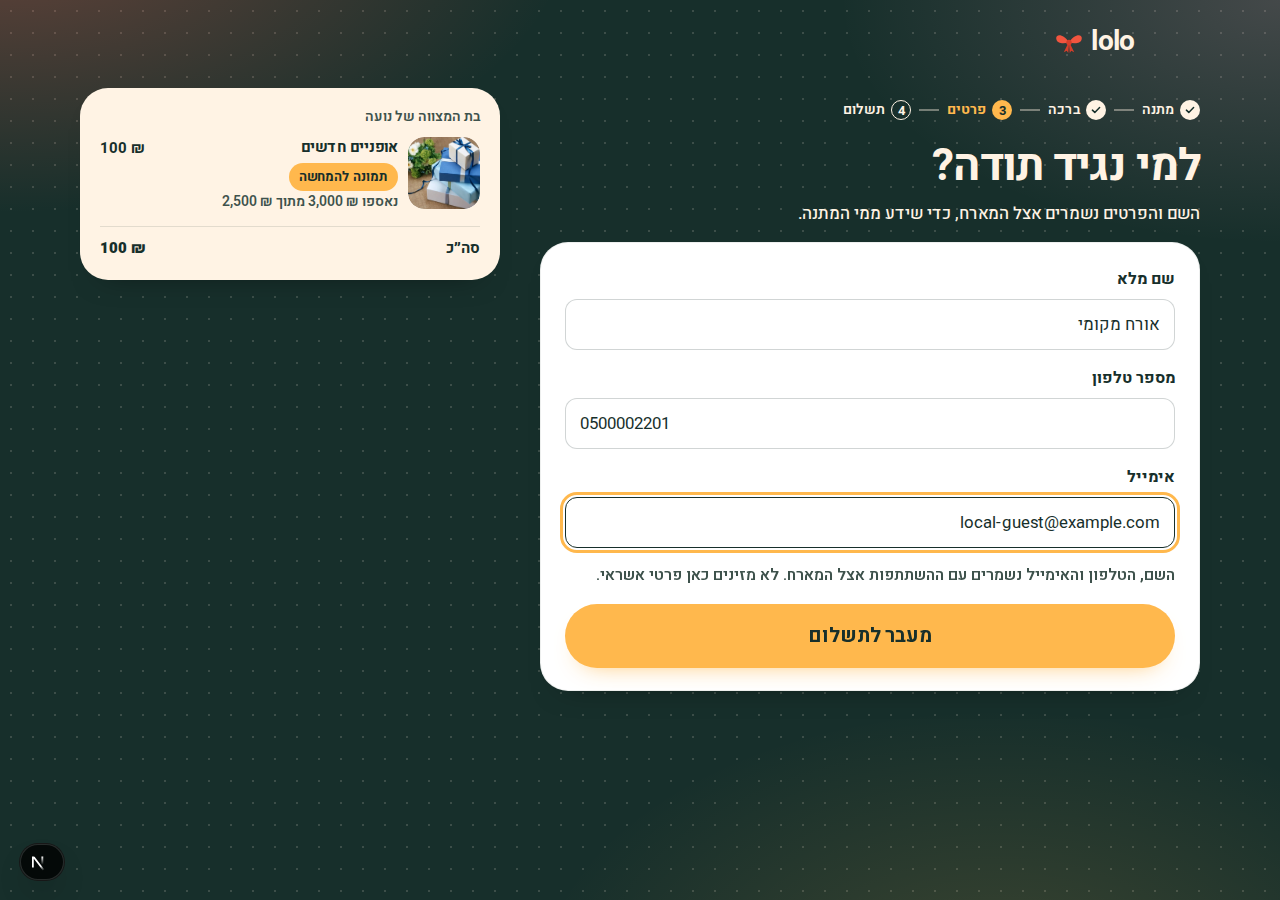 lolo
מתנה — ברכה — 3 פרטים — 4 תשלום
למי נגיד תודה?
השם והפרטים נשמרים אצל המארח, כדי שידע ממי המתנה.
שם מלא
אורח מקומי
מספר טלפון
0500002201
אימייל
local-guest@example.com
השם, הטלפון והאימייל נשמרים עם ההשתתפות אצל המארח. לא מזינים כאן פרטי אשראי.
מעבר לתשלום
בת המצווה של נועה
אופניים חדשים 100 ₪
תמונה להמחשה
נאספו ₪ 3,000 מתוך ₪ 2,500
סה״כ 100 ₪
N